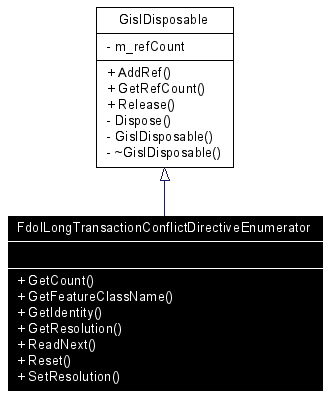 GisIDisposable
- m_refCount
+ AddRef()
+ GetRefCount()
+ Release()
- Dispose()
- GisIDisposable()
- ~GisIDisposable()
FdoILongTransactionConflictDirectiveEnumerator
+ GetCount()
+ GetFeatureClassName()
+ GetIdentity()
+ GetResolution()
+ ReadNext()
+ Reset()
+ SetResolution()